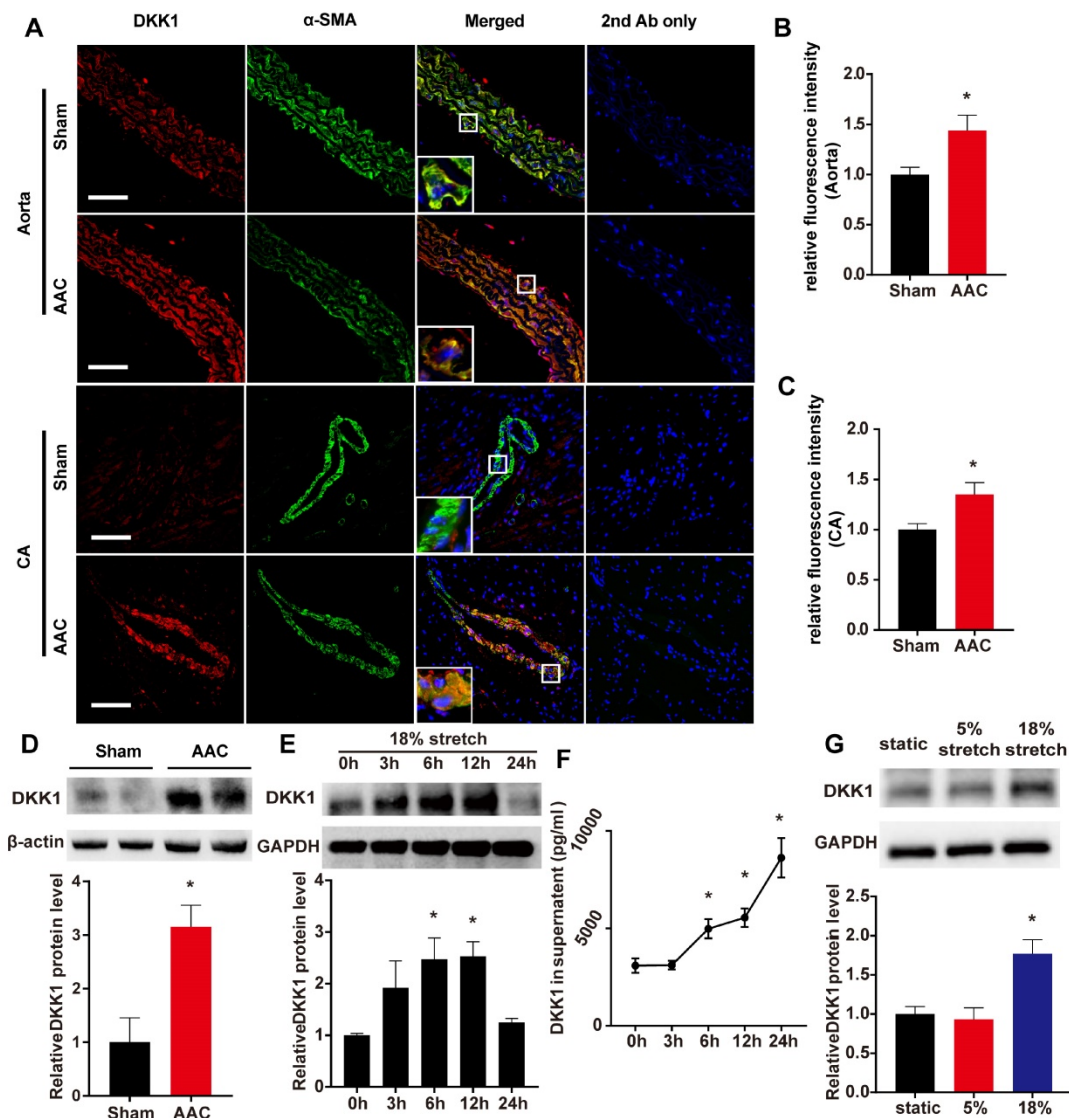 A
DKK1
α-SMA
Merged
2nd Ab only
Aorta
Sham
AAC
CA
Sham
AAC
B
relative fluorescence intensity
(Aorta)
2.0
1.5
1.0
0.5
0.0
*
Sham
AAC
C
relative fluorescence intensity
(CA)
2.0
1.5
1.0
0.5
0.0
*
Sham
AAC
D
Sham
AAC
DKK1
β-actin
RelativeDKK1 protein level
4
3
2
1
0
*
Sham
AAC
E
18% stretch
0h 3h 6h 12h 24h
DKK1
GAPDH
RelativeDKK1 protein level
4
3
2
1
0
* *
0h 3h 6h 12h 24h
F
DKK1 in supernatent (pg/ml)
10000
5000
0
* * *
0h 3h 6h 12h 24h
G
static
5%
stretch
18%
stretch
DKK1
GAPDH
RelativeDKK1 protein level
2.5
2.0
1.5
1.0
0.5
0.0
*
static 5% 18%